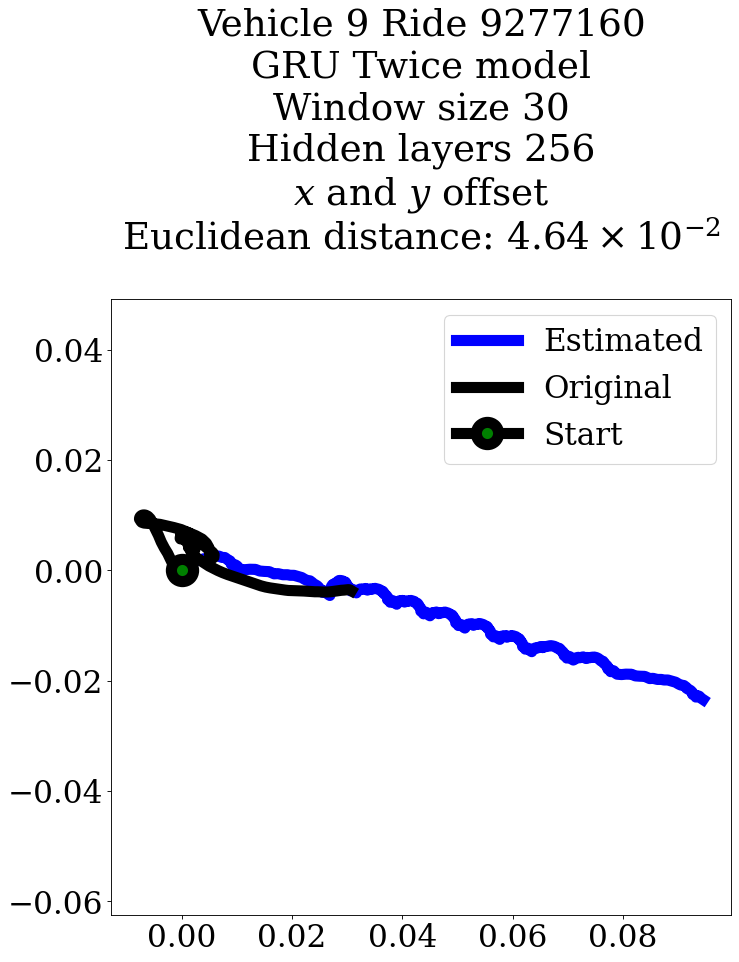 Vehicle 9 Ride 9277160
GRU Twice model
Window size 30
Hidden layers 256
x and y offset
Euclidean distance: 4.64 × 10⁻²
Estimated
Original
Start
0.04
0.02
0.00
−0.02
−0.04
−0.06
0.00 0.02 0.04 0.06 0.08